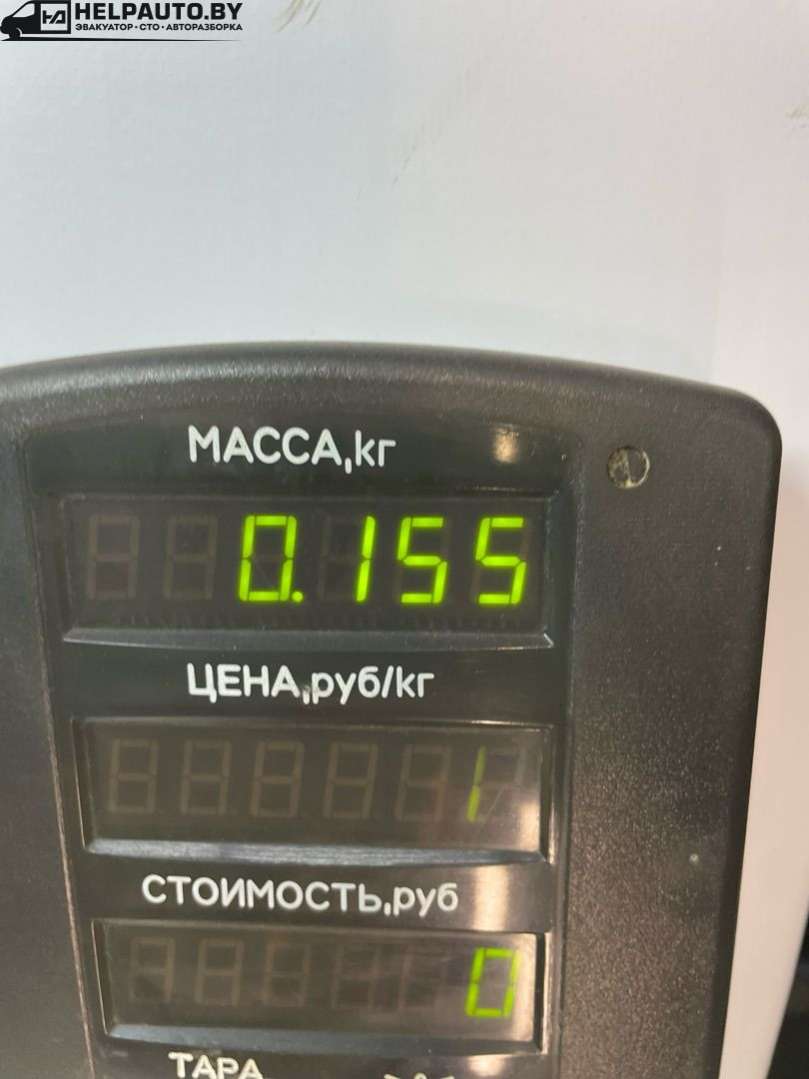 HELPAUTO.BY
ЭВАКУАТОР • СТО • АВТОРАЗБОРКА
МАССА,кг
0.155
ЦЕНА,руб/кг
1
СТОИМОСТЬ,руб
0
ТАРА